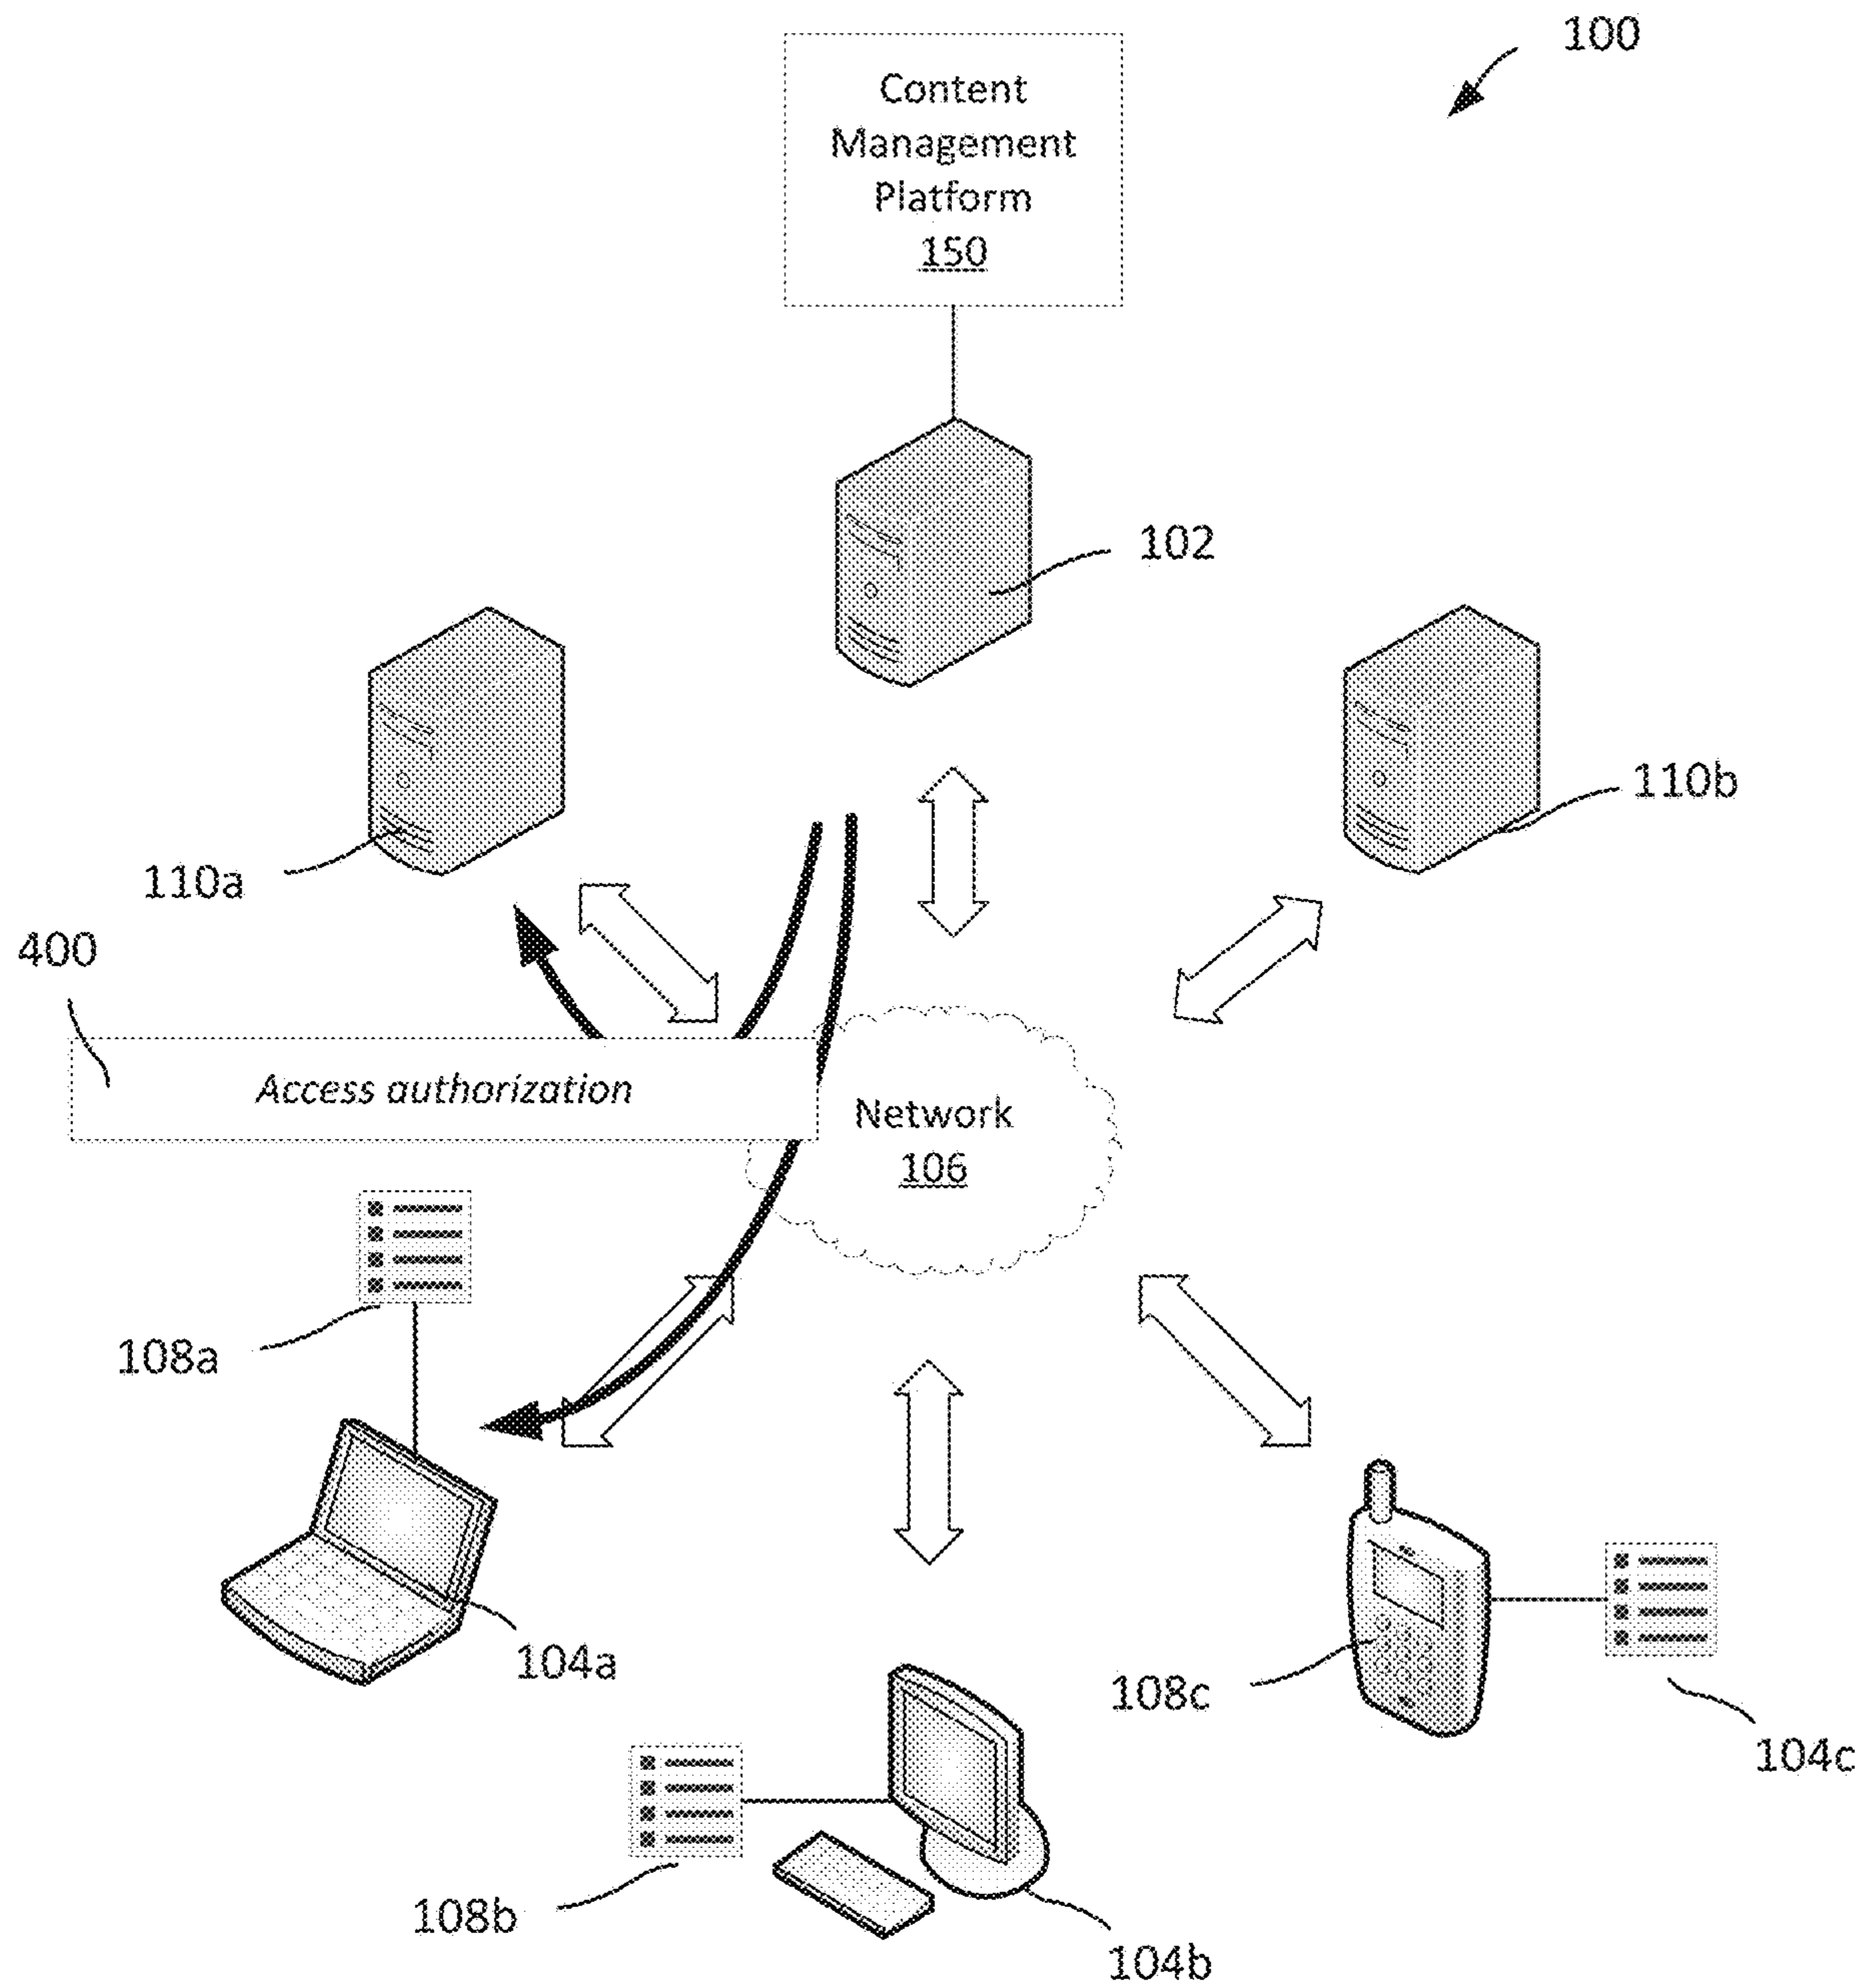 100
Content
Management
Platform
150
102
110b
110a
400
Access authorization
Network
106
108a
104a
108c
104c
108b
104b